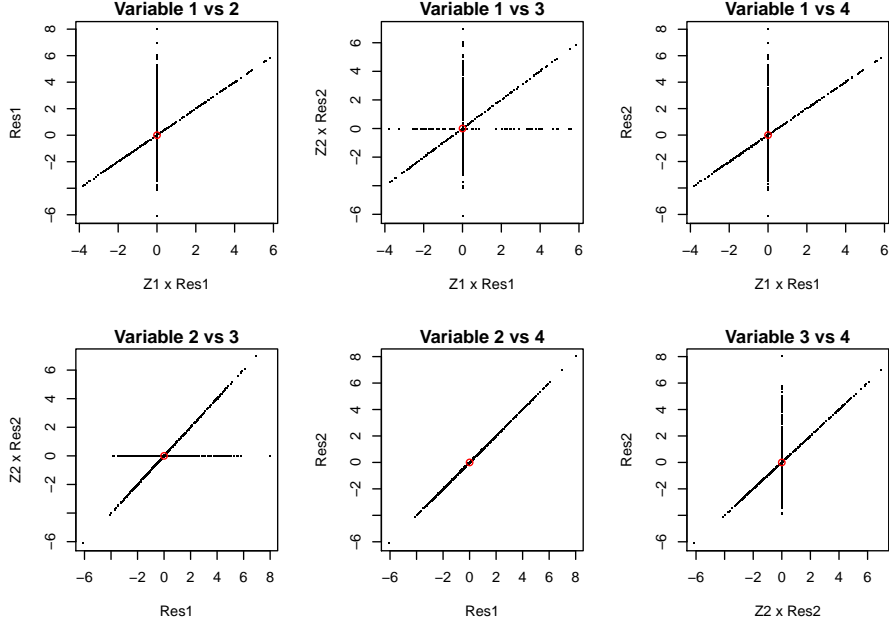 Variable 1 vs 2
Res1
−6 −2 0 2 4 6 8
−4 −2 0 2 4 6
Z1 x Res1
Variable 1 vs 3
Z2 x Res2
−6 −2 0 2 4 6
−4 −2 0 2 4 6
Z1 x Res1
Variable 1 vs 4
Res2
−6 −2 0 2 4 6 8
−4 −2 0 2 4 6
Z1 x Res1
Variable 2 vs 3
Z2 x Res2
−6 −2 0 2 4 6
−6 −2 0 2 4 6 8
Res1
Variable 2 vs 4
Res2
−6 −2 0 2 4 6 8
−6 −2 0 2 4 6 8
Res1
Variable 3 vs 4
Res2
−6 −2 0 2 4 6 8
−6 −2 0 2 4 6
Z2 x Res2